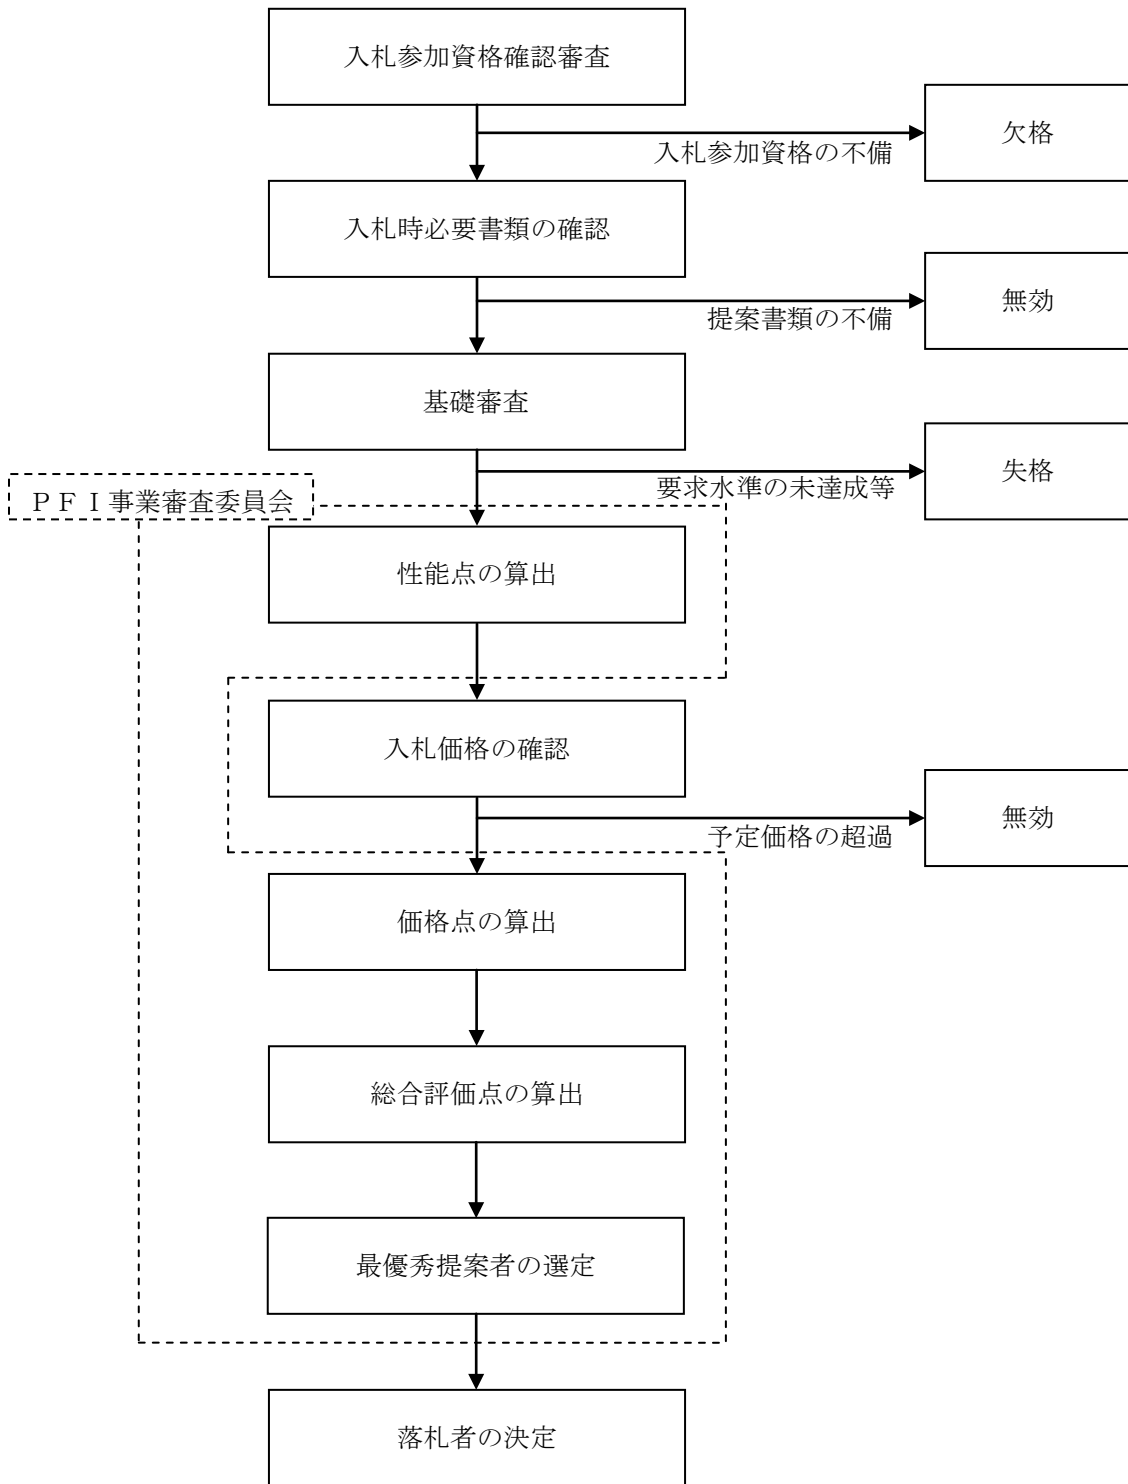 入札参加資格確認審査
欠格
入札参加資格の不備
入札時必要書類の確認
無効
提案書類の不備
基礎審査
失格
要求水準の未達成等
ＰＦＩ事業審査委員会
性能点の算出
入札価格の確認
無効
予定価格の超過
価格点の算出
総合評価点の算出
最優秀提案者の選定
落札者の決定